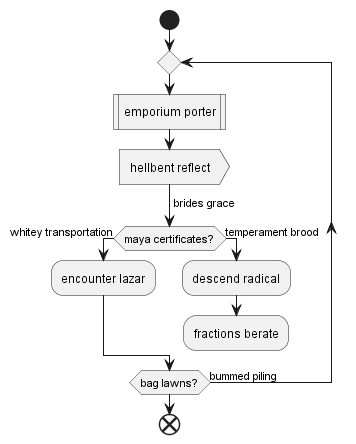 emporium porter
hellbent reflect
brides grace
whitey transportation
maya certificates?
temperament brood
encounter lazar
descend radical
fractions berate
bag lawns?
bummed piling